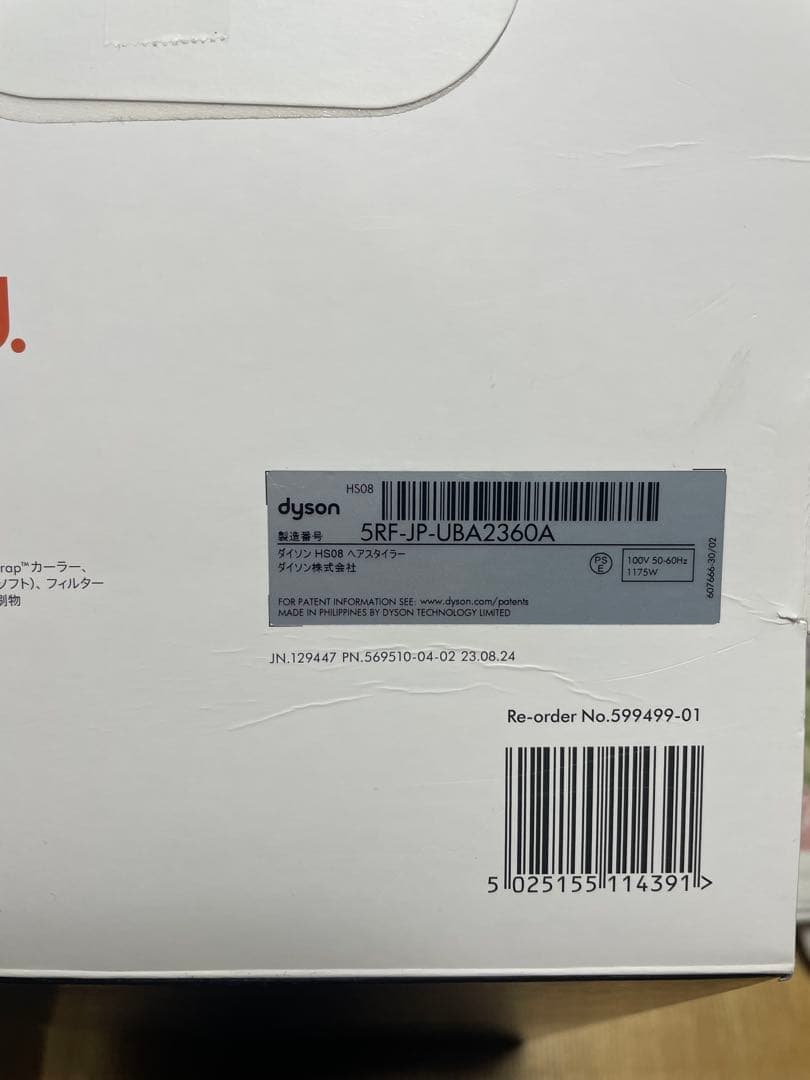 .
HS08
dyson
製造番号 5RF-JP-UBA2360A
ダイソン HS08 ヘアスタイラー
ダイソン株式会社
PS
E
100V 50-60Hz
1175W
607666-30/02
FOR PATENT INFORMATION SEE: www.dyson.com/patents
MADE IN PHILIPPINES BY DYSON TECHNOLOGY LIMITED
rap™カーラー、
ソフト)、フィルター
刷物
JN.129447 PN.569510-04-02 23.08.24
Re-order No.599499-01
5 025155 114391 >